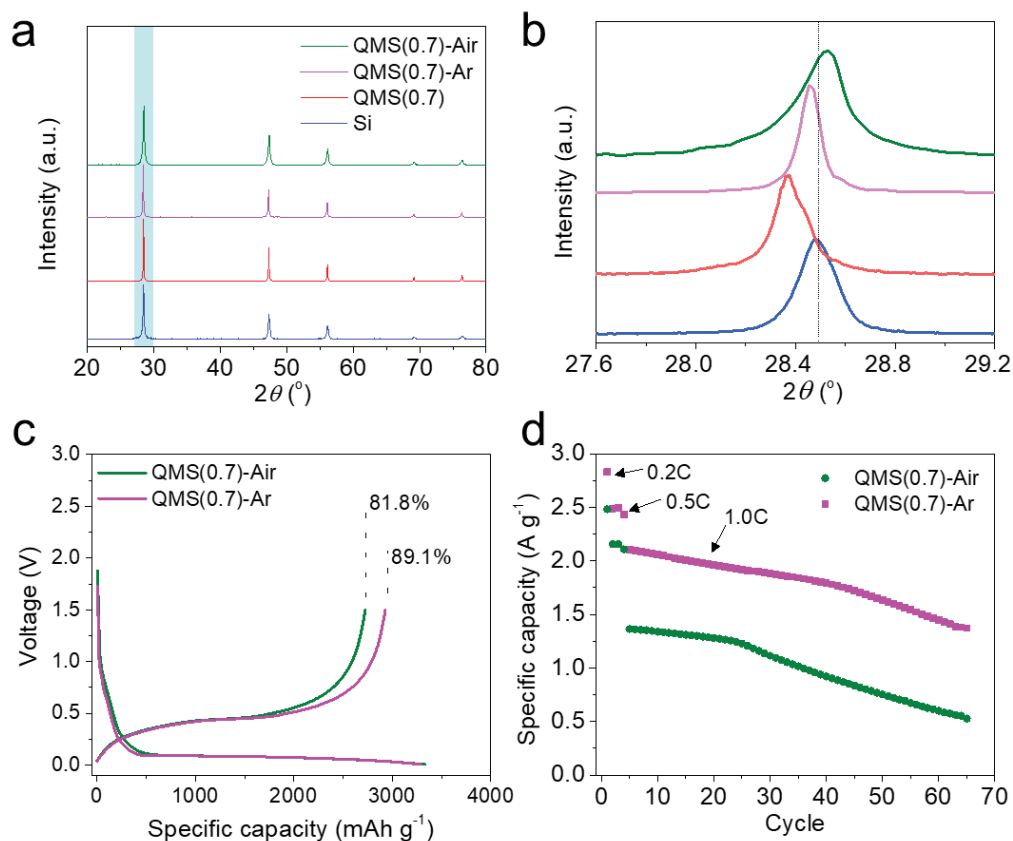 a
QMS(0.7)-Air
QMS(0.7)-Ar
QMS(0.7)
Si
Intensity (a.u.)
20 30 40 50 60 70 80
2θ (°)
b
Intensity (a.u.)
27.6 28.0 28.4 28.8 29.2
2θ (°)
c
QMS(0.7)-Air
QMS(0.7)-Ar
81.8%
89.1%
Voltage (V)
3.0
2.5
2.0
1.5
1.0
0.5
0.0
0 1000 2000 3000 4000
Specific capacity (mAh g⁻¹)
d
0.2C
0.5C
1.0C
QMS(0.7)-Air
QMS(0.7)-Ar
Specific capacity (A g⁻¹)
3.0
2.5
2.0
1.5
1.0
0.5
0.0
0 10 20 30 40 50 60 70
Cycle